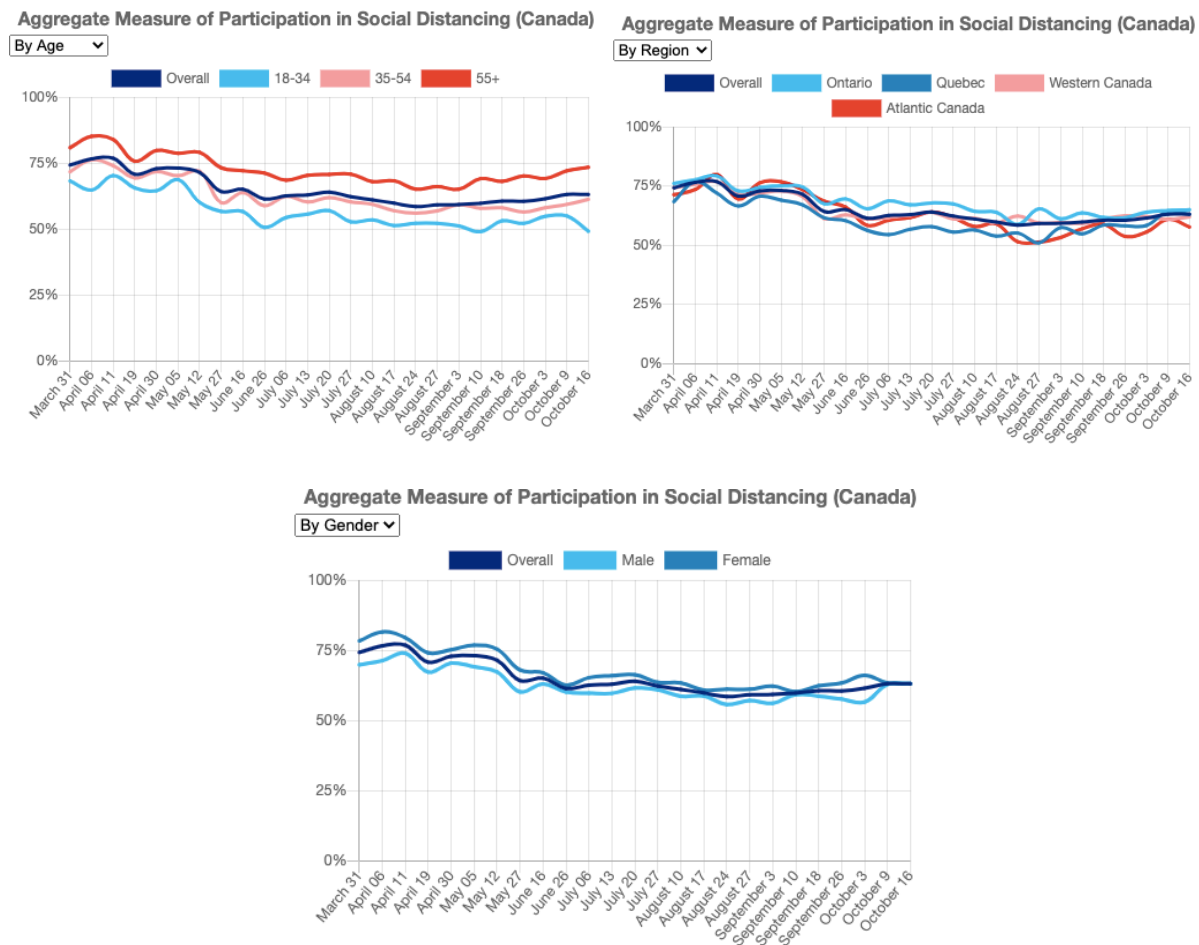 Aggregate Measure of Participation in Social Distancing (Canada)
By Age
Overall 18-34 35-54 55+
100%
75%
50%
25%
0%
March 31
April 06
April 11
April 19
April 30
May 05
May 12
May 27
June 16
June 26
July 06
July 13
July 20
July 27
August 10
August 17
August 24
August 27
September 3
September 10
September 18
September 26
October 3
October 9
October 16
Aggregate Measure of Participation in Social Distancing (Canada)
By Region
Overall Ontario Quebec Western Canada
Atlantic Canada
100%
75%
50%
25%
0%
March 31
April 06
April 11
April 19
April 30
May 05
May 12
May 27
June 16
June 26
July 06
July 13
July 20
July 27
August 10
August 17
August 24
August 27
September 3
September 10
September 18
September 26
October 3
October 9
October 16
Aggregate Measure of Participation in Social Distancing (Canada)
By Gender
Overall Male Female
100%
75%
50%
25%
0%
March 31
April 06
April 11
April 19
April 30
May 05
May 12
May 27
June 16
June 26
July 06
July 13
July 20
July 27
August 10
August 17
August 24
August 27
September 3
September 10
September 18
September 26
October 3
October 9
October 16